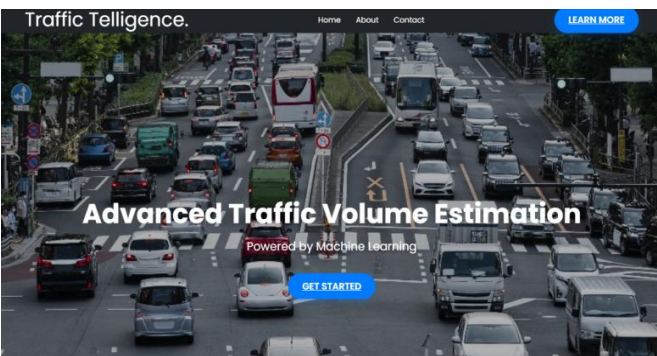 Traffic Telligence.
Home About Contact
LEARN MORE
Advanced Traffic Volume Estimation
Powered by Machine Learning
GET STARTED